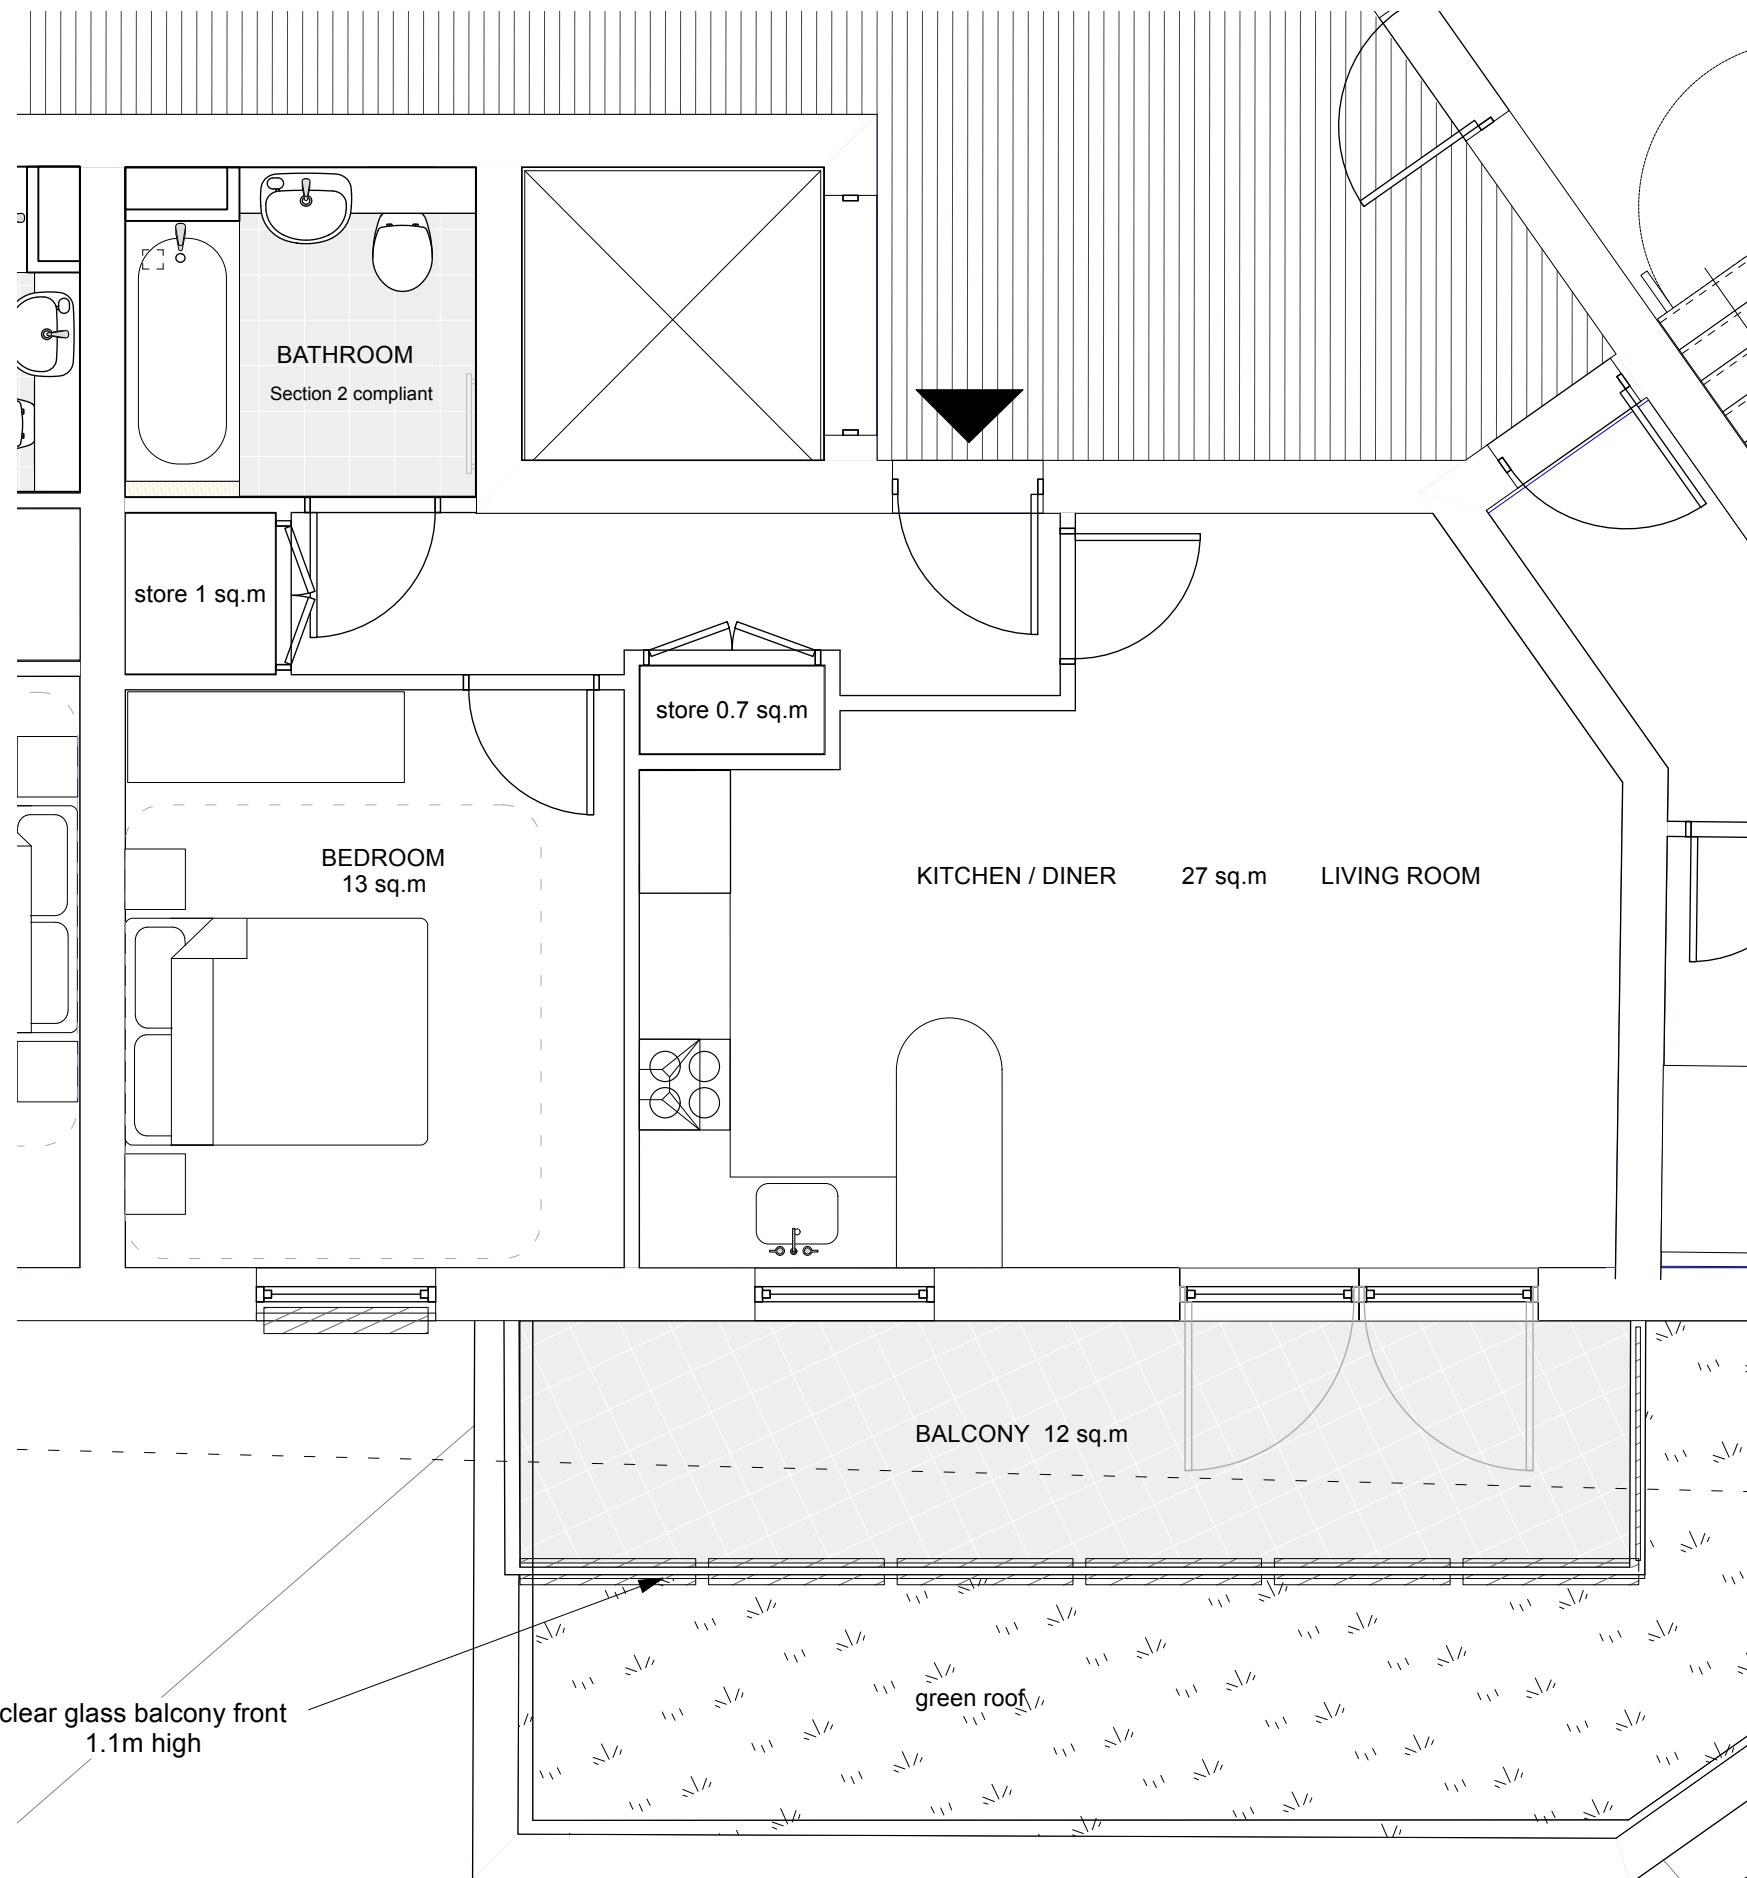 BATHROOM
Section 2 compliant
store 1 sq.m
store 0.7 sq.m
BEDROOM
13 sq.m
KITCHEN / DINER 27 sq.m LIVING ROOM
BALCONY 12 sq.m
green roof
clear glass balcony front
1.1m high